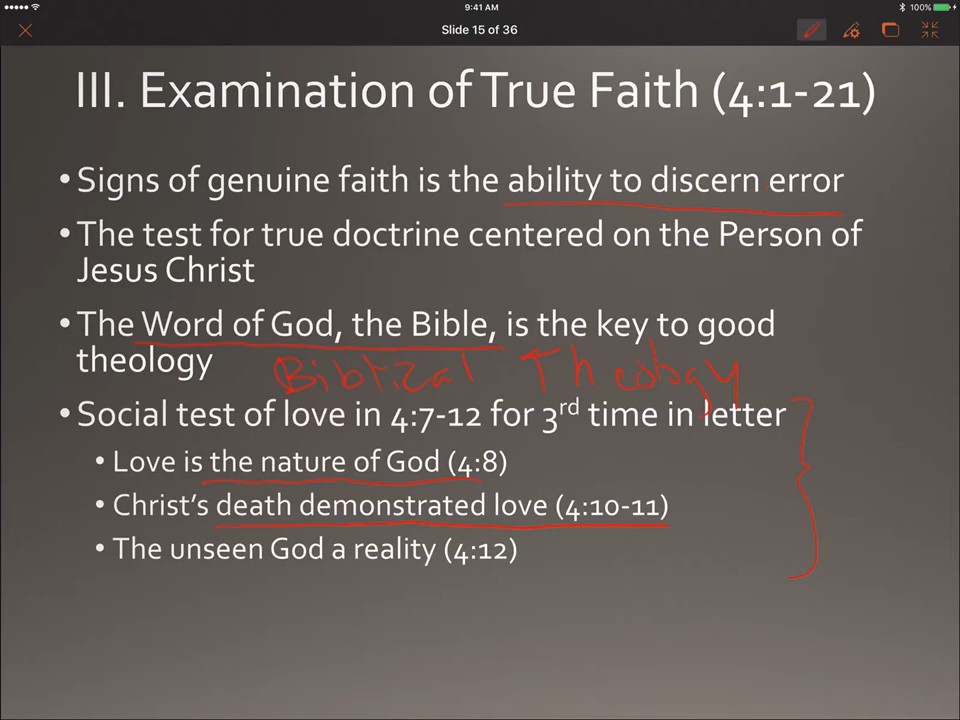 9:41 AM
100%
Slide 15 of 36
III. Examination of True Faith (4:1-21)
• Signs of genuine faith is the ability to discern error
• The test for true doctrine centered on the Person of
Jesus Christ
• The Word of God, the Bible, is the key to good
theology
Biblical Theology
• Social test of love in 4:7-12 for 3rd time in letter
• Love is the nature of God (4:8)
• Christ’s death demonstrated love (4:10-11)
• The unseen God a reality (4:12)